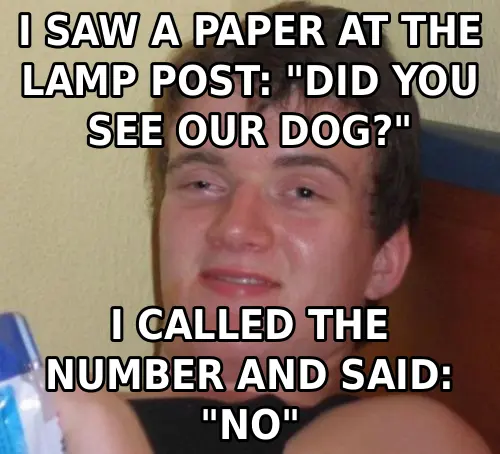 I SAW A PAPER AT THE
LAMP POST: "DID YOU
SEE OUR DOG?"
I CALLED THE
NUMBER AND SAID:
"NO"